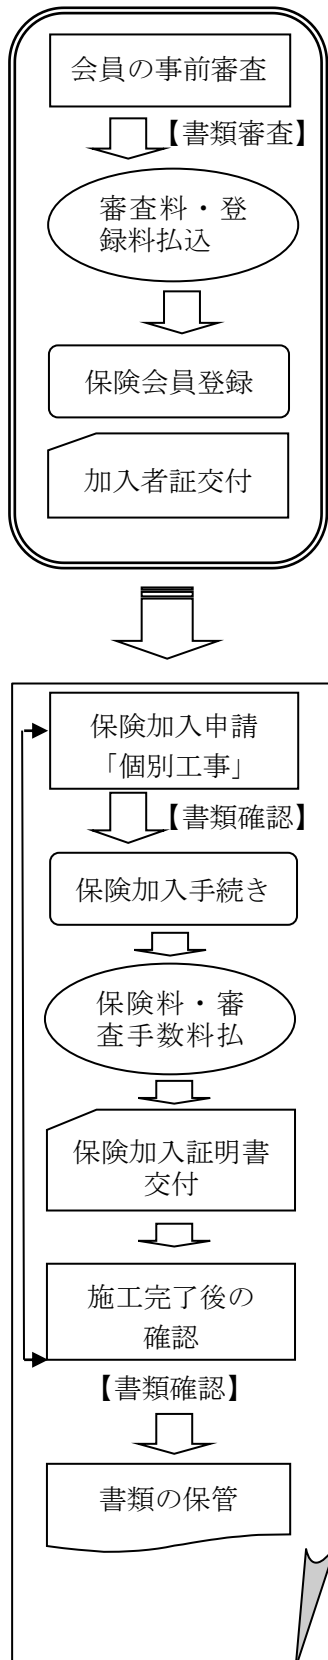 会員の事前審査
【書類審査】
審査料・登
録料払込
保険会員登録
加入者証交付
保険加入申請
「個別工事」
【書類確認】
保険加入手続き
保険料・審
査手数料払
保険加入証明書
交付
施工完了後の
確認
【書類確認】
書類の保管